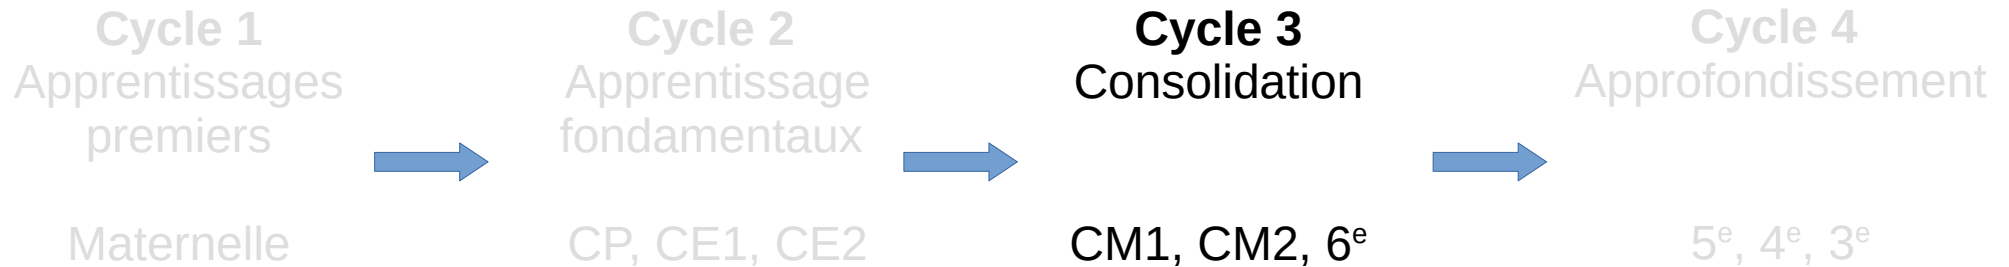 Cycle 1
Apprentissages
premiers
Maternelle
Cycle 2
Apprentissage
fondamentaux
CP, CE1, CE2
Cycle 3
Consolidation
CM1, CM2, 6e
Cycle 4
Approfondissement
5e, 4e, 3e